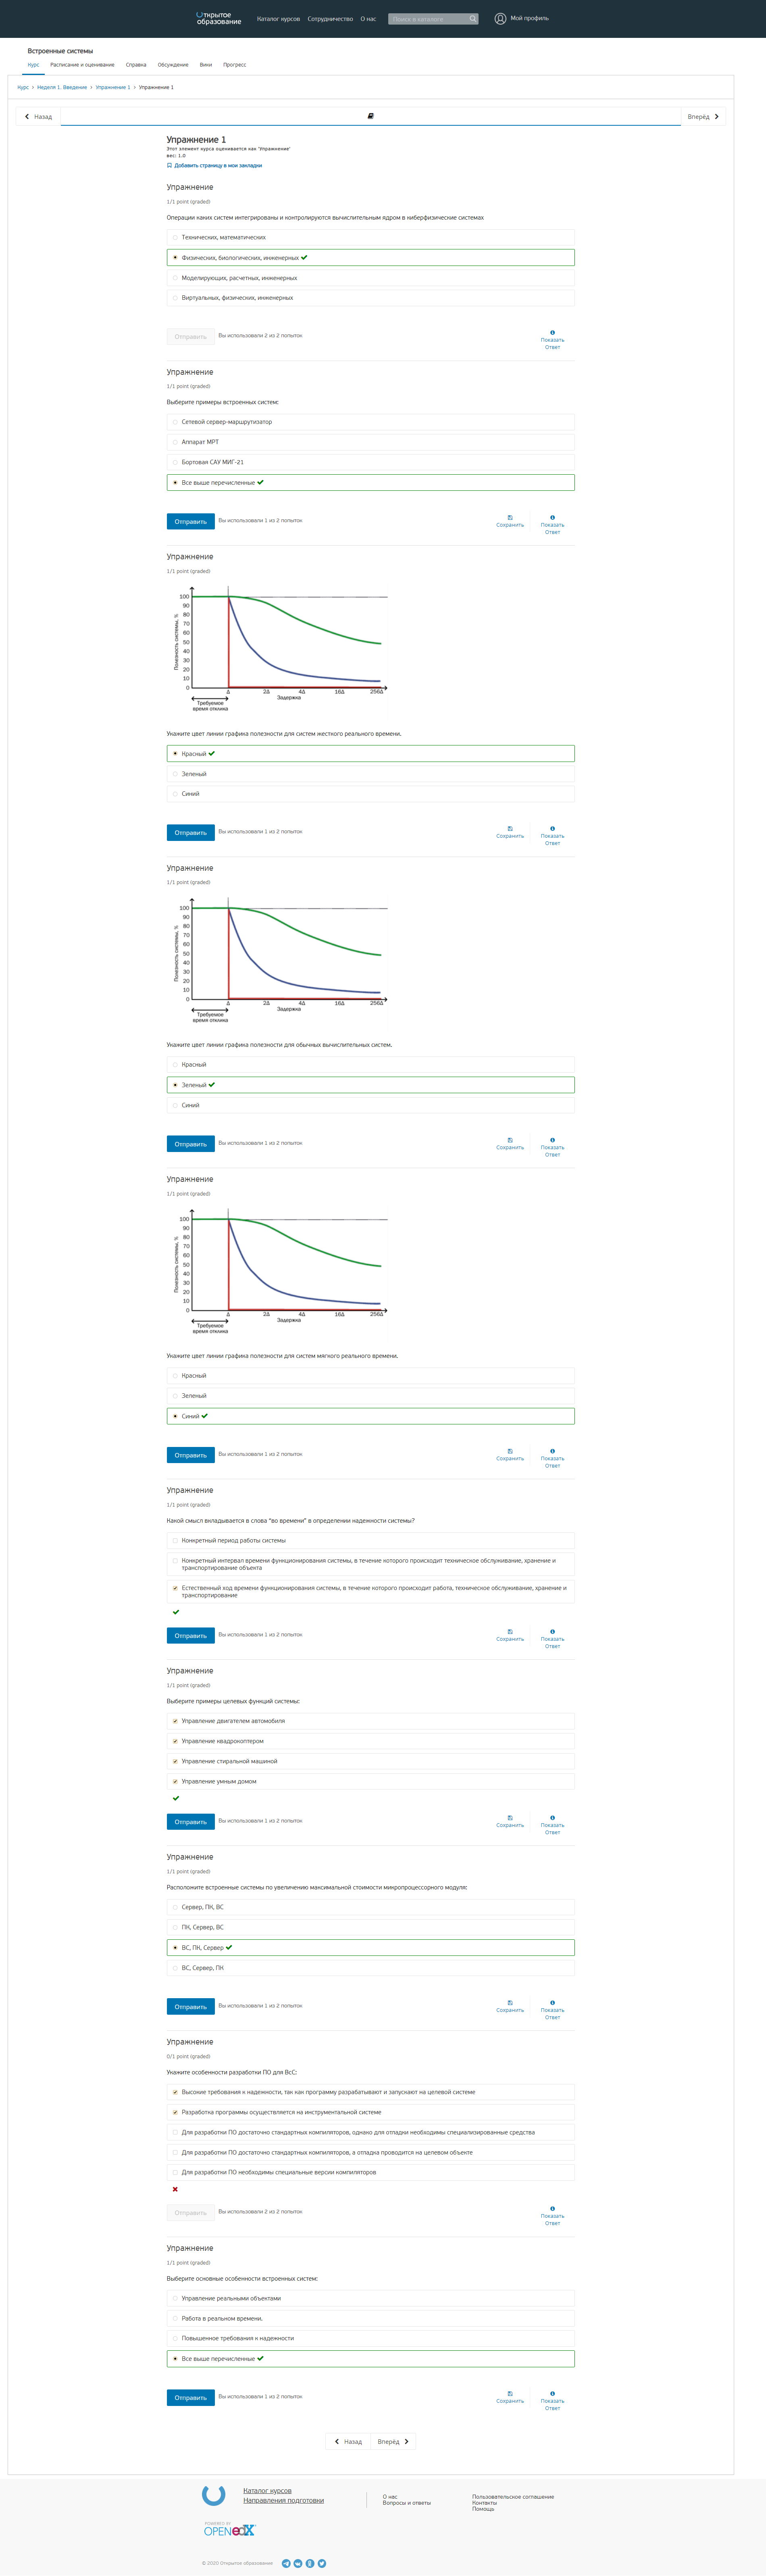 Открытое
образование
Каталог курсов Сотрудничество О нас Поиск в каталоге Мой профиль
Встроенные системы
Курс Расписание и оценивание Справка Обсуждение Вики Прогресс
Курс > Неделя 1. Введение > Упражнение 1 > Упражнение 1
Назад Вперёд
Упражнение 1
Этот элемент курса оценивается как 'Упражнение'
вес: 1.0
Добавить страницу в мои закладки
Упражнение
1/1 point (graded)
Операции каких систем интегрированы и контролируются вычислительным ядром в киберфизические системах
Технических, математических
Физических, биологических, инженерных
Моделирующих, расчетных, инженерных
Виртуальных, физических, инженерных
Отправить Вы использовали 2 из 2 попыток
Показать
Ответ
Упражнение
1/1 point (graded)
Выберите примеры встроенных систем:
Сетевой сервер-маршрутизатор
Аппарат МРТ
Бортовая САУ МИГ-21
Все выше перечисленные
Отправить Вы использовали 1 из 2 попыток
Сохранить Показать
Ответ
Упражнение
1/1 point (graded)
Полезность системы, %
100
90
80
70
60
50
40
30
20
10
0
Δ 2Δ 4Δ 16Δ 256Δ
Требуемое
время отклика
Задержка
Укажите цвет линии графика полезности для систем жесткого реального времени.
Красный
Зеленый
Синий
Отправить Вы использовали 1 из 2 попыток
Сохранить Показать
Ответ
Упражнение
1/1 point (graded)
Полезность системы, %
100
90
80
70
60
50
40
30
20
10
0
Δ 2Δ 4Δ 16Δ 256Δ
Требуемое
время отклика
Задержка
Укажите цвет линии графика полезности для обычных вычислительных систем.
Красный
Зеленый
Синий
Отправить Вы использовали 1 из 2 попыток
Сохранить Показать
Ответ
Упражнение
1/1 point (graded)
Полезность системы, %
100
90
80
70
60
50
40
30
20
10
0
Δ 2Δ 4Δ 16Δ 256Δ
Требуемое
время отклика
Задержка
Укажите цвет линии графика полезности для систем мягкого реального времени.
Красный
Зеленый
Синий
Отправить Вы использовали 1 из 2 попыток
Сохранить Показать
Ответ
Упражнение
1/1 point (graded)
Какой смысл вкладывается в слова "во времени" в определении надежности системы?
Конкретный период работы системы
Конкретный интервал времени функционирования системы, в течение которого происходит техническое обслуживание, хранение и
транспортирование объекта
Естественный ход времени функционирования системы, в течение которого происходит работа, техническое обслуживание, хранение и
транспортирование
Отправить Вы использовали 1 из 2 попыток
Сохранить Показать
Ответ
Упражнение
1/1 point (graded)
Выберите примеры целевых функций системы:
Управление двигателем автомобиля
Управление квадрокоптером
Управление стиральной машиной
Управление умным домом
Отправить Вы использовали 1 из 2 попыток
Сохранить Показать
Ответ
Упражнение
1/1 point (graded)
Расположите встроенные системы по увеличению максимальной стоимости микропроцессорного модуля:
Сервер, ПК, ВС
ПК, Сервер, ВС
ВС, ПК, Сервер
ВС, Сервер, ПК
Отправить Вы использовали 1 из 2 попыток
Сохранить Показать
Ответ
Упражнение
0/1 point (graded)
Укажите особенности разработки ПО для ВсС:
Высокие требования к надежности, так как программу разрабатывают и запускают на целевой системе
Разработка программы осуществляется на инструментальной системе
Для разработки ПО достаточно стандартных компиляторов, однако для отладки необходимы специализированные средства
Для разработки ПО достаточно стандартных компиляторов, а отладка проводится на целевом объекте
Для разработки ПО необходимы специальные версии компиляторов
Отправить Вы использовали 2 из 2 попыток
Показать
Ответ
Упражнение
1/1 point (graded)
Выберите основные особенности встроенных систем:
Управление реальными объектами
Работа в реальном времени.
Повышенное требования к надежности
Все выше перечисленные
Отправить Вы использовали 1 из 2 попыток
Сохранить Показать
Ответ
Назад Вперёд
Каталог курсов
Направления подготовки
О нас
Вопросы и ответы
Пользовательское соглашение
Контакты
Помощь
POWERED BY
OPEN edX
© 2020 Открытое образование